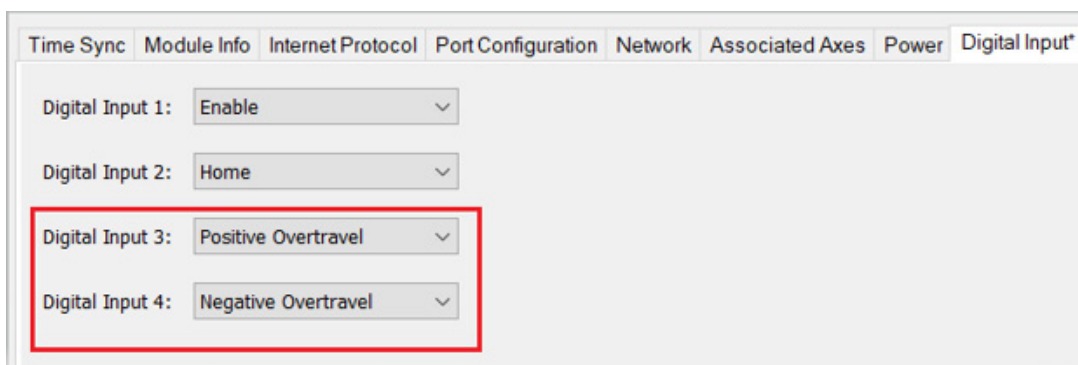 Time Sync Module Info Internet Protocol Port Configuration Network Associated Axes Power Digital Input*
Digital Input 1: Enable
Digital Input 2: Home
Digital Input 3: Positive Overtravel
Digital Input 4: Negative Overtravel